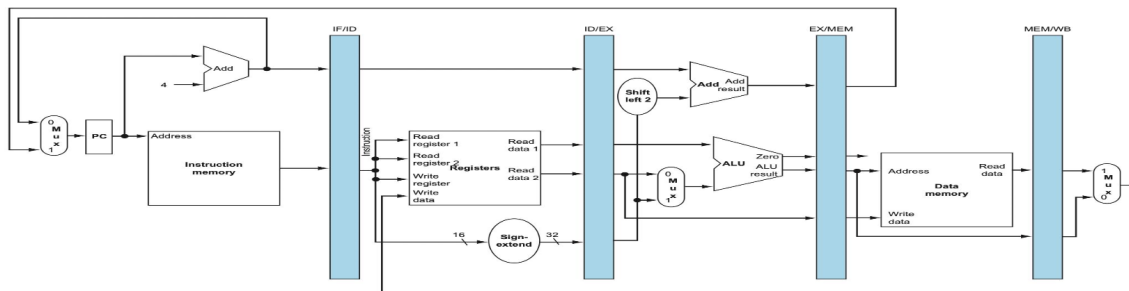 IF/ID
ID/EX
EX/MEM
MEM/WB
Add
4
Add
Add
result
Shift
left 2
0
M
u
x
1
PC
Address
Instruction
memory
Instruction
Read
register 1
Read
register 2
Write
register
Write
data
Registers
Read
data 1
Read
data 2
16
Sign-
extend
32
0
M
u
x
1
ALU
Zero
ALU
result
Address
Write
data
Data
memory
Read
data
1
M
u
x
0